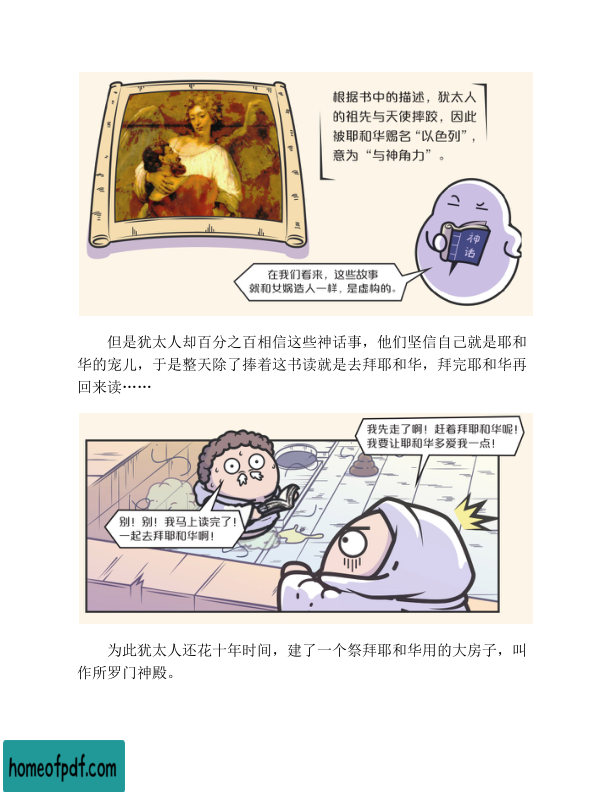 根据书中的描述，犹太人
的祖先与天使摔跤，因此
被耶和华赐名“以色列”，
意为“与神角力”。
神话
在我们看来，这些故事
就和女娲造人一样，是虚构的。
但是犹太人却百分之百相信这些神话事，他们坚信自己就是耶和
华的宠儿，于是整天除了捧着这书读就是去拜耶和华，拜完耶和华再
回来读……
我先走了啊！赶着拜耶和华呢！
我要让耶和华多爱我一点！
别！别！我马上读完了！
一起去拜耶和华啊！
为此犹太人还花十年时间，建了一个祭拜耶和华用的大房子，叫
作所罗门神殿。
homeofpdf.com